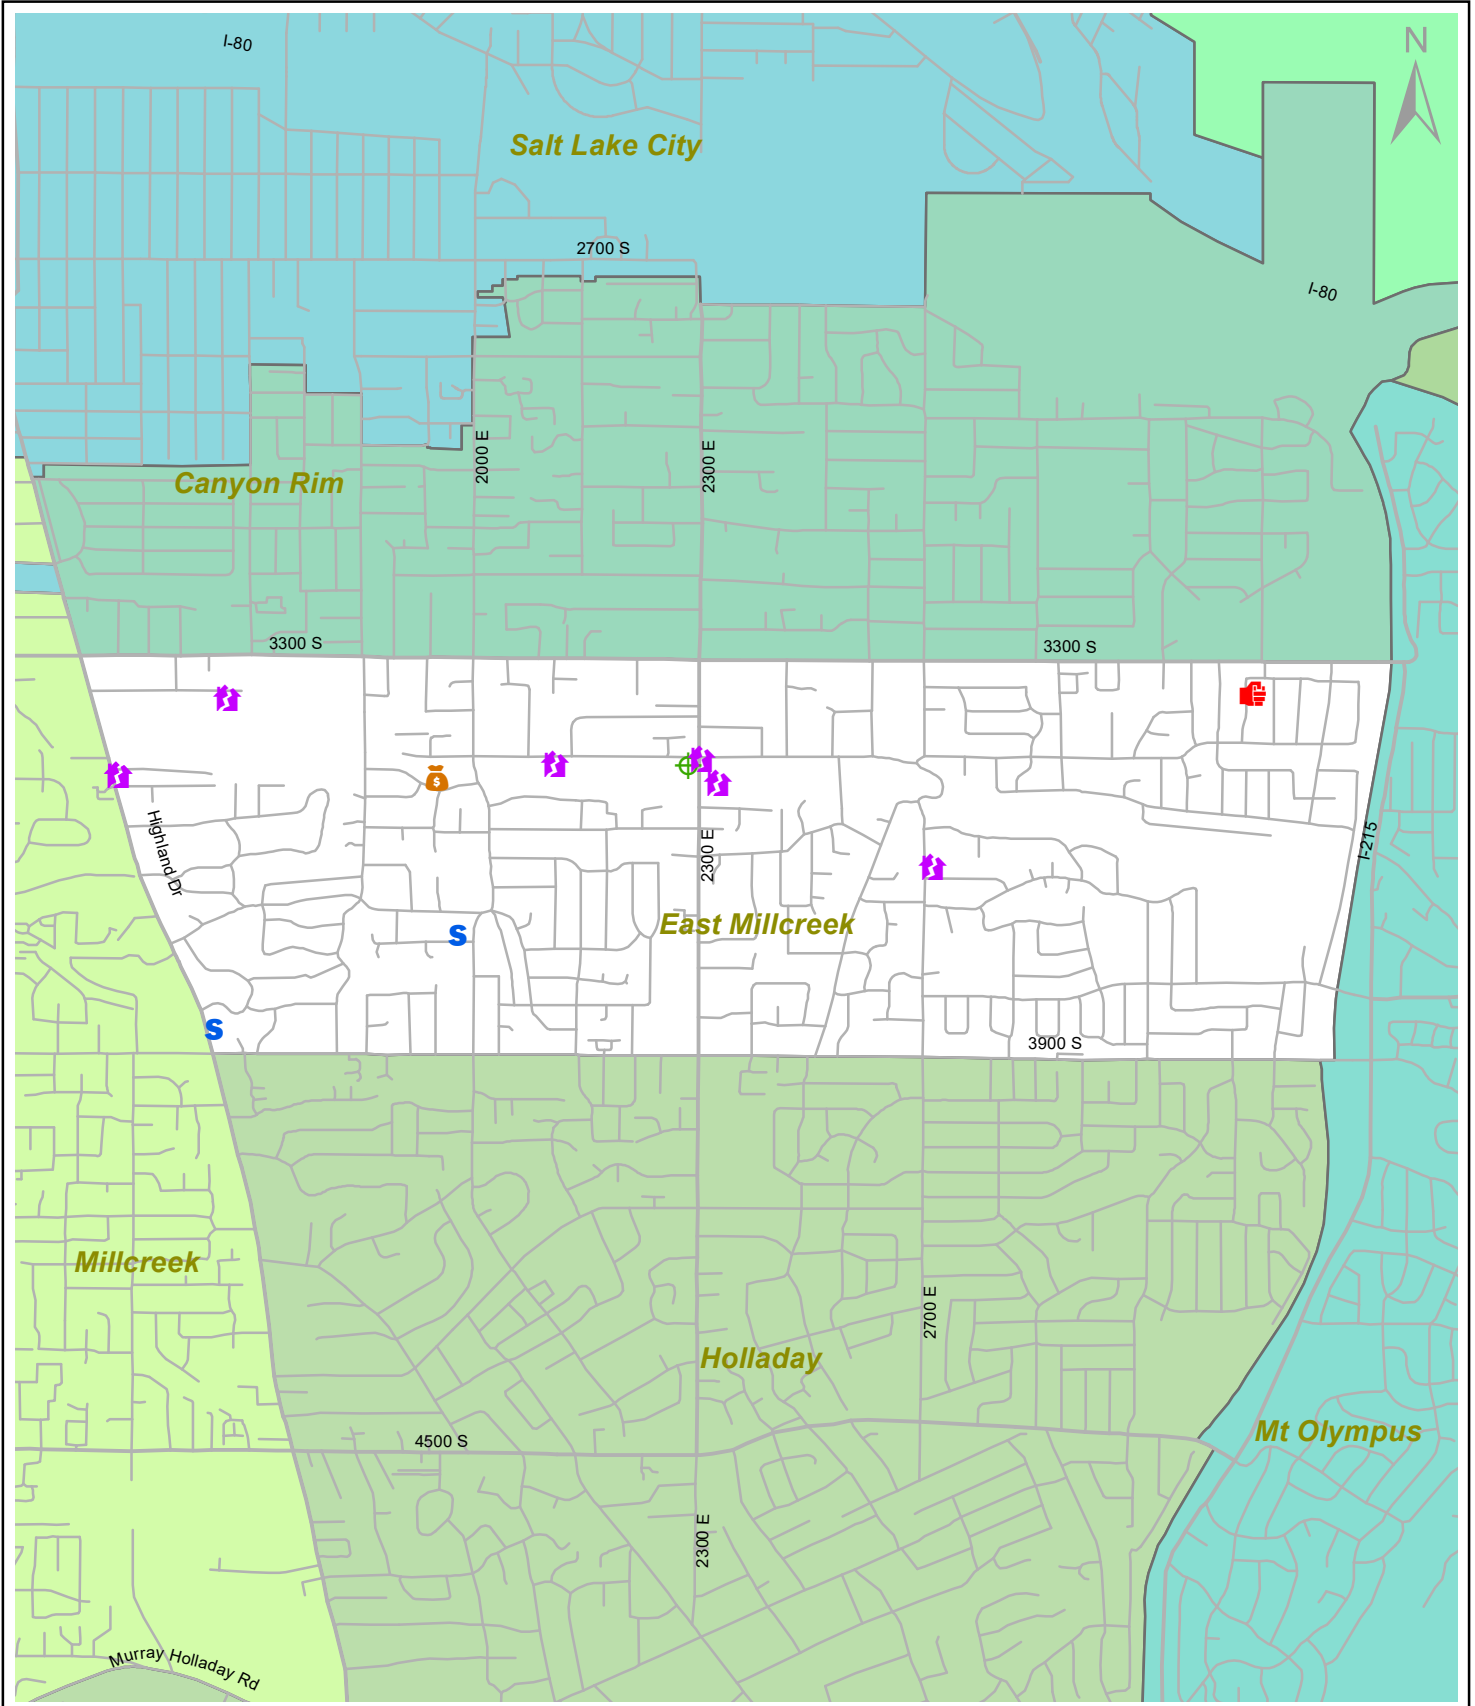 I-80
N
Salt Lake City
2700 S
I-80
2000 E
2300 E
Canyon Rim
3300 S
3300 S
$
Highland Dr
2300 E
I-215
East Millcreek
S
S
3900 S
Millcreek
2700 E
Holladay
Mt Olympus
4500 S
2300 E
Murray Holladay Rd